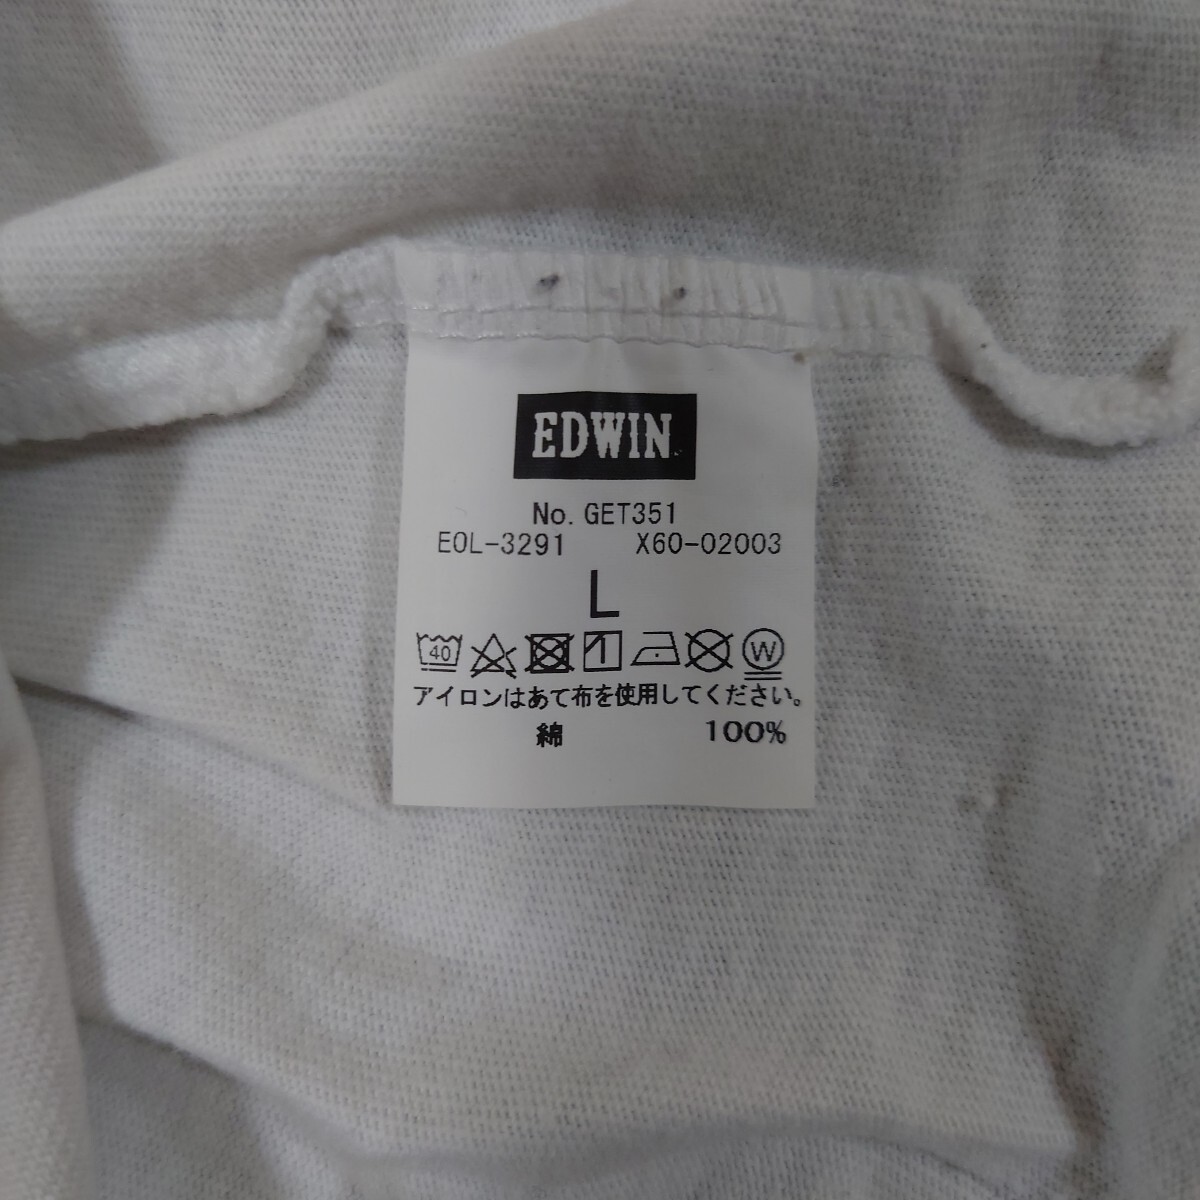 EDWIN
No. GET351
EOL-3291 X60-02003
L
40 W
アイロンはあて布を使用してください。
綿 100%